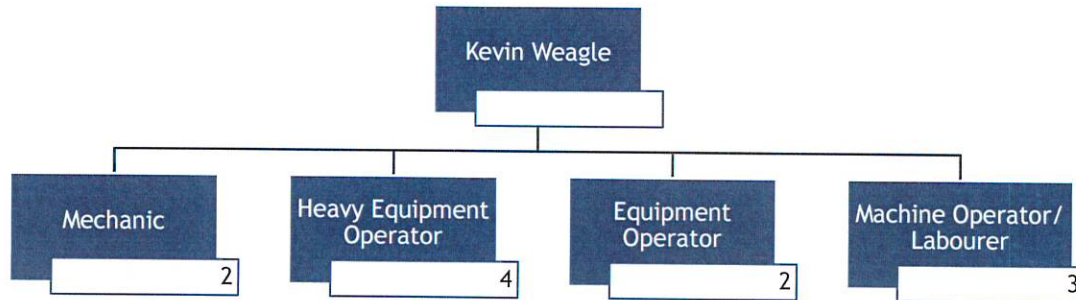 Kevin Weagle
Mechanic
2
Heavy Equipment
Operator
4
Equipment
Operator
2
Machine Operator/
Labourer
3